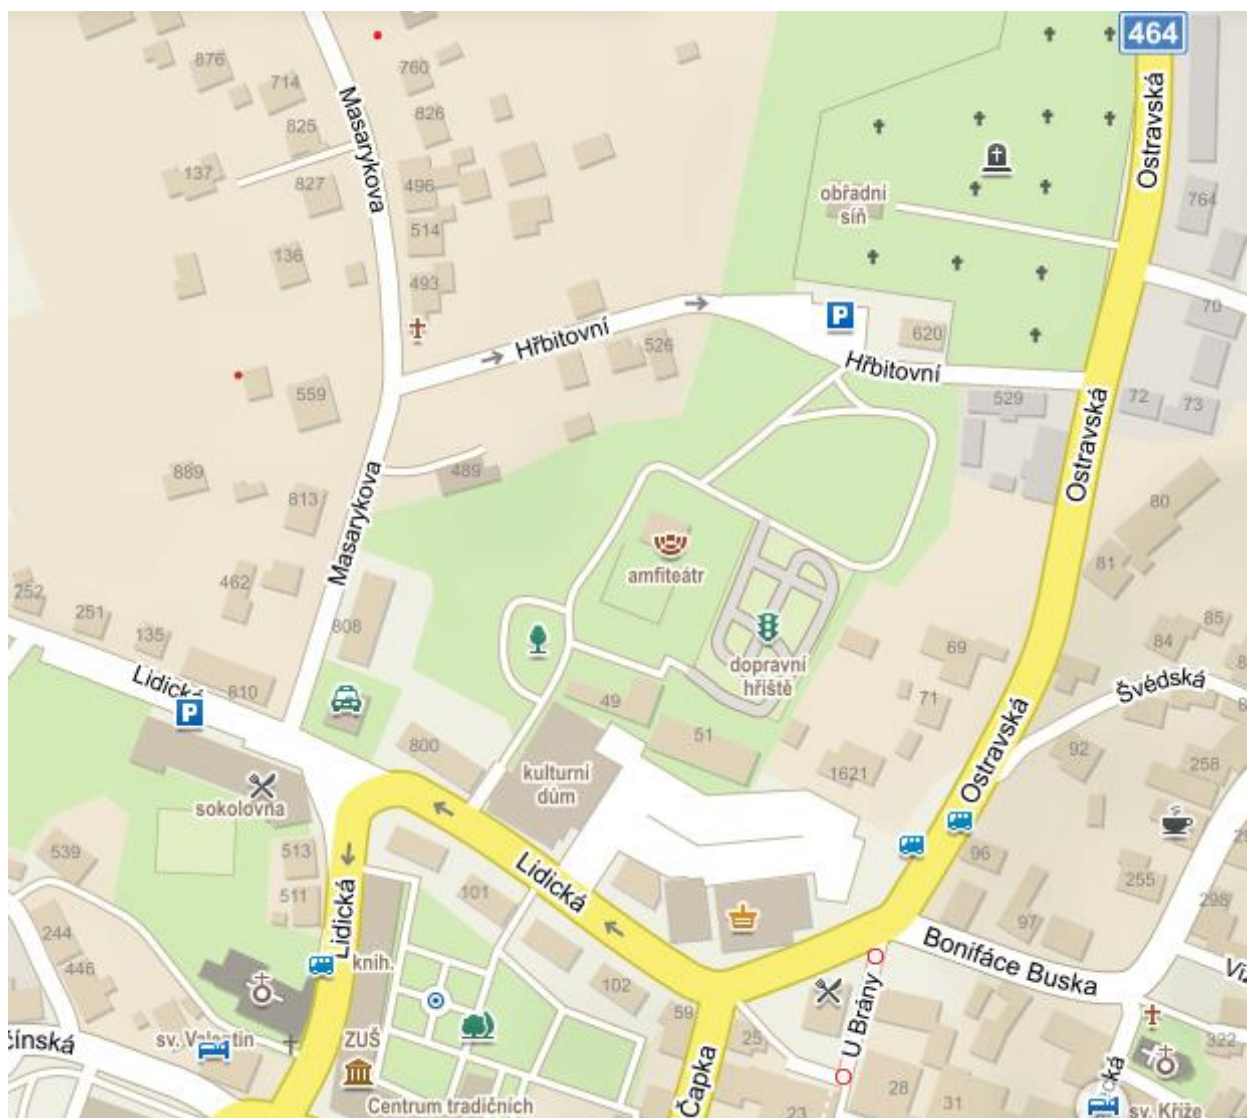 464
876
760
714
826
825
Masarykova
Ostravská
137
827
496
obřadní
síň
764
514
136
493
70
Hřbitovní
620
526
Hřbitovní
559
529
72
73
Ostravská
889
489
813
Masarykova
80
amfiteátr
81
252
462
251
135
808
85
84
69
dopravní
hřiště
Švédská
Lidická
810
49
71
51
Ostravská
800
92
258
kulturní
dům
1621
sokolovna
539
513
96
Lidická
511
101
255
298
97
244
Lidická
Bonifáce Buska
446
knih.
102
U Brány
59
322
čínská
sv. Valentin
ZUŠ
25
Čapka
28
31
23
Centrum tradičních
sv. Kříže